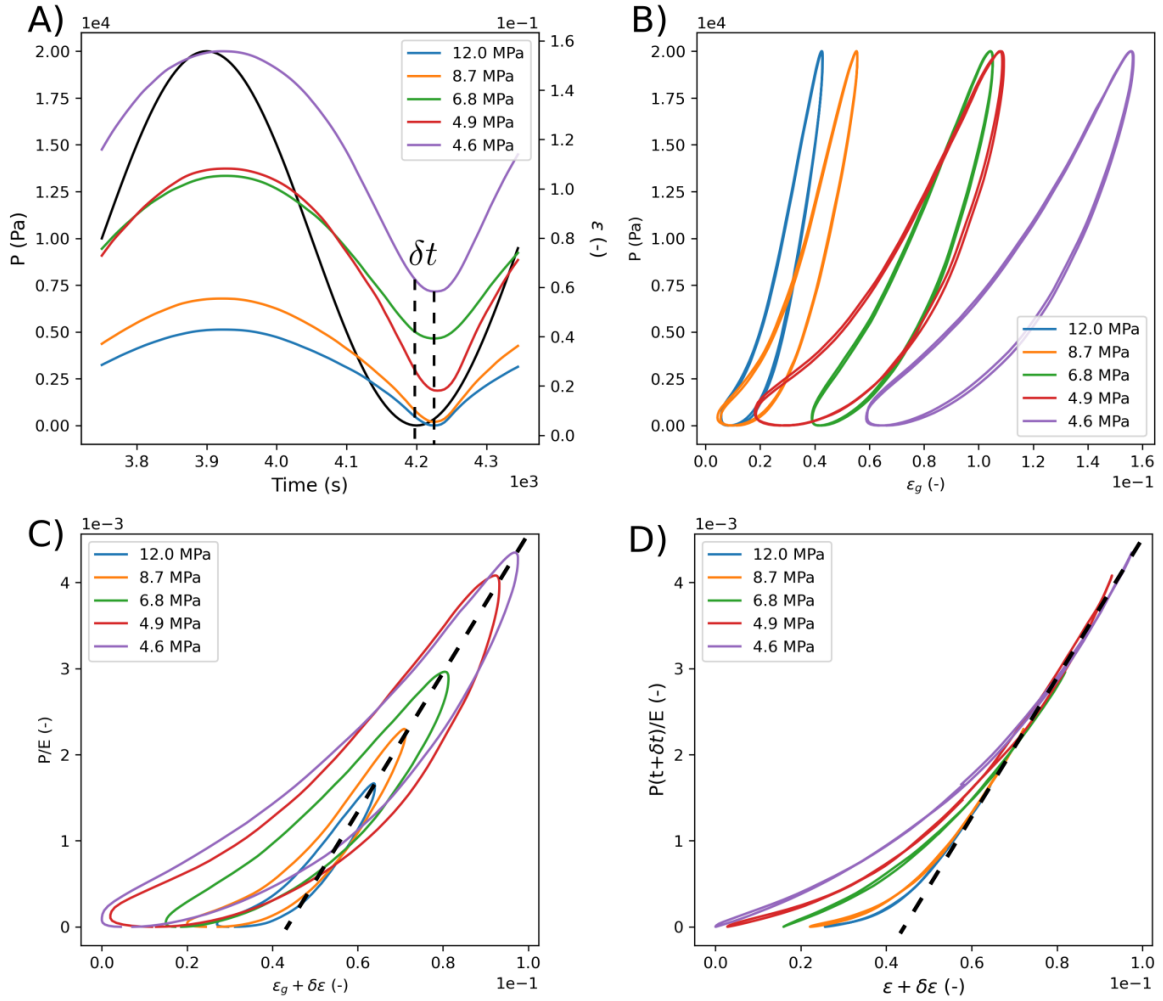 A)
1e4
1e−1
P (Pa)
2.00
1.75
1.50
1.25
1.00
0.75
0.50
0.25
0.00
12.0 MPa
8.7 MPa
6.8 MPa
4.9 MPa
4.6 MPa
δt
1.6
1.4
1.2
1.0
0.8
0.6
0.4
0.2
0.0
ε (-)
3.8 3.9 4.0 4.1 4.2 4.3
Time (s)
1e3
B)
1e4
P (Pa)
2.00
1.75
1.50
1.25
1.00
0.75
0.50
0.25
0.00
12.0 MPa
8.7 MPa
6.8 MPa
4.9 MPa
4.6 MPa
0.0 0.2 0.4 0.6 0.8 1.0 1.2 1.4 1.6
ε_g (-)
1e−1
C)
1e−3
P/E (-)
4
3
2
1
0
12.0 MPa
8.7 MPa
6.8 MPa
4.9 MPa
4.6 MPa
0.0 0.2 0.4 0.6 0.8 1.0
ε_g + δε (-)
1e−1
D)
1e−3
P(t+δt)/E (-)
4
3
2
1
0
12.0 MPa
8.7 MPa
6.8 MPa
4.9 MPa
4.6 MPa
0.0 0.2 0.4 0.6 0.8 1.0
ε + δε (-)
1e−1